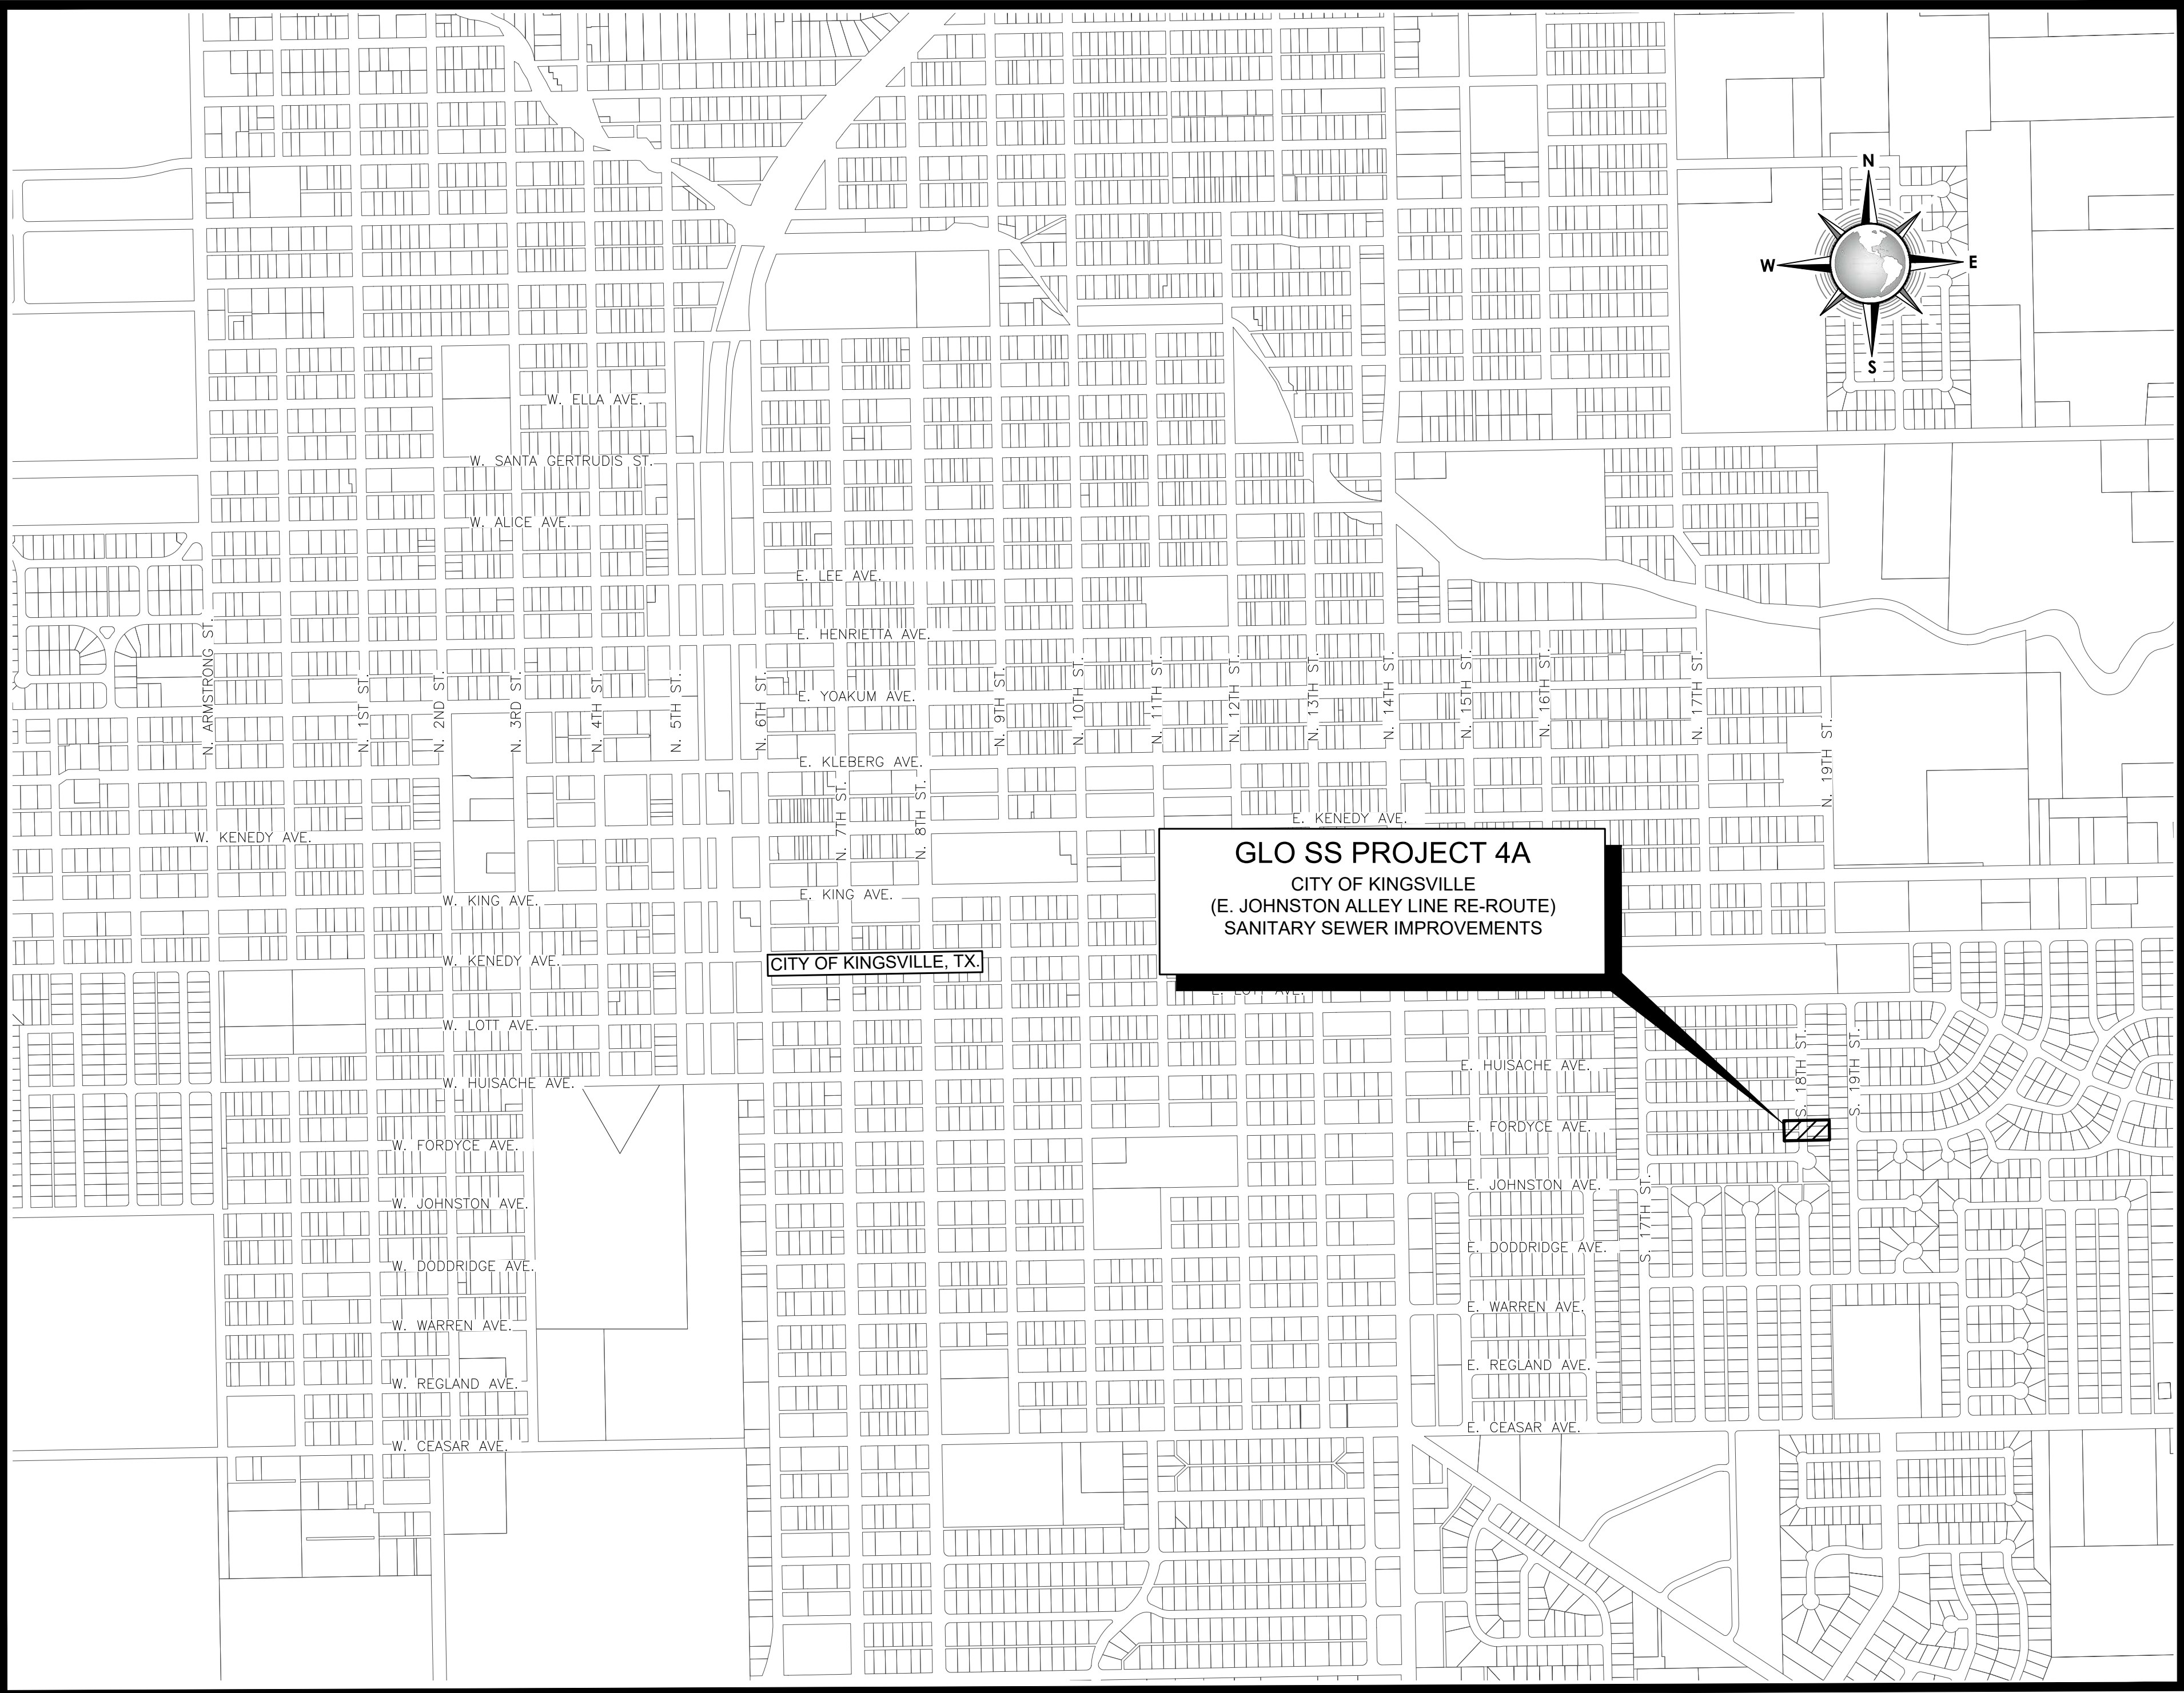 N
W
E
S
W. ELLA AVE.
W. SANTA GERTRUDIS ST.
W. ALICE AVE.
E. LEE AVE.
E. HENRIETTA AVE.
E. YOAKUM AVE.
E. KLEBERG AVE.
N. ARMSTRONG ST.
N. 1ST ST.
N. 2ND ST.
N. 3RD ST.
N. 4TH ST.
N. 5TH ST.
N. 6TH ST.
N. 7TH ST.
N. 8TH ST.
N. 9TH ST.
N. 10TH ST.
N. 11TH ST.
N. 12TH ST.
N. 13TH ST.
N. 14TH ST.
N. 15TH ST.
N. 16TH ST.
N. 17TH ST.
N. 19TH ST.
W. KENEDY AVE.
E. KENEDY AVE.
GLO SS PROJECT 4A
CITY OF KINGSVILLE
(E. JOHNSTON ALLEY LINE RE-ROUTE)
SANITARY SEWER IMPROVEMENTS
W. KING AVE.
E. KING AVE.
W. KENEDY AVE.
CITY OF KINGSVILLE, TX.
E. LOTT AVE.
W. LOTT AVE.
W. HUISACHE AVE.
E. HUISACHE AVE.
S. 18TH ST.
S. 19TH ST.
W. FORDYCE AVE.
E. FORDYCE AVE.
W. JOHNSTON AVE.
E. JOHNSTON AVE.
S. 17TH ST.
W. DODDRIDGE AVE.
E. DODDRIDGE AVE.
W. WARREN AVE.
E. WARREN AVE.
W. REGLAND AVE.
E. REGLAND AVE.
W. CEASAR AVE.
E. CEASAR AVE.